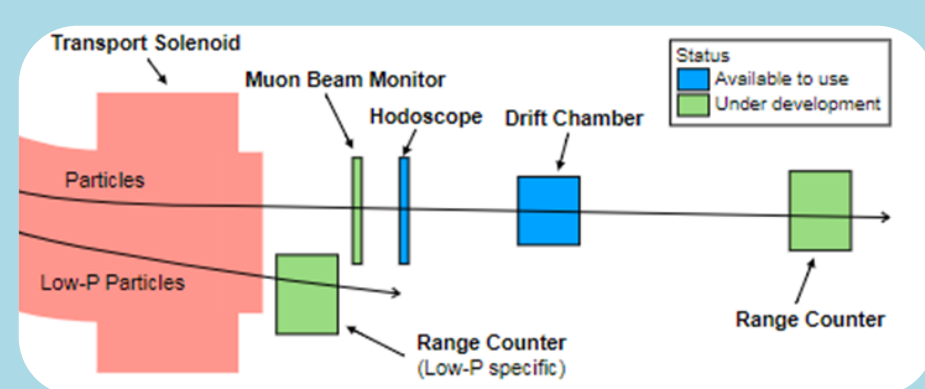 Transport Solenoid
Muon Beam Monitor
Hodoscope
Drift Chamber
Status
Available to use
Under development
Particles
Low-P Particles
Range Counter
(Low-P specific)
Range Counter